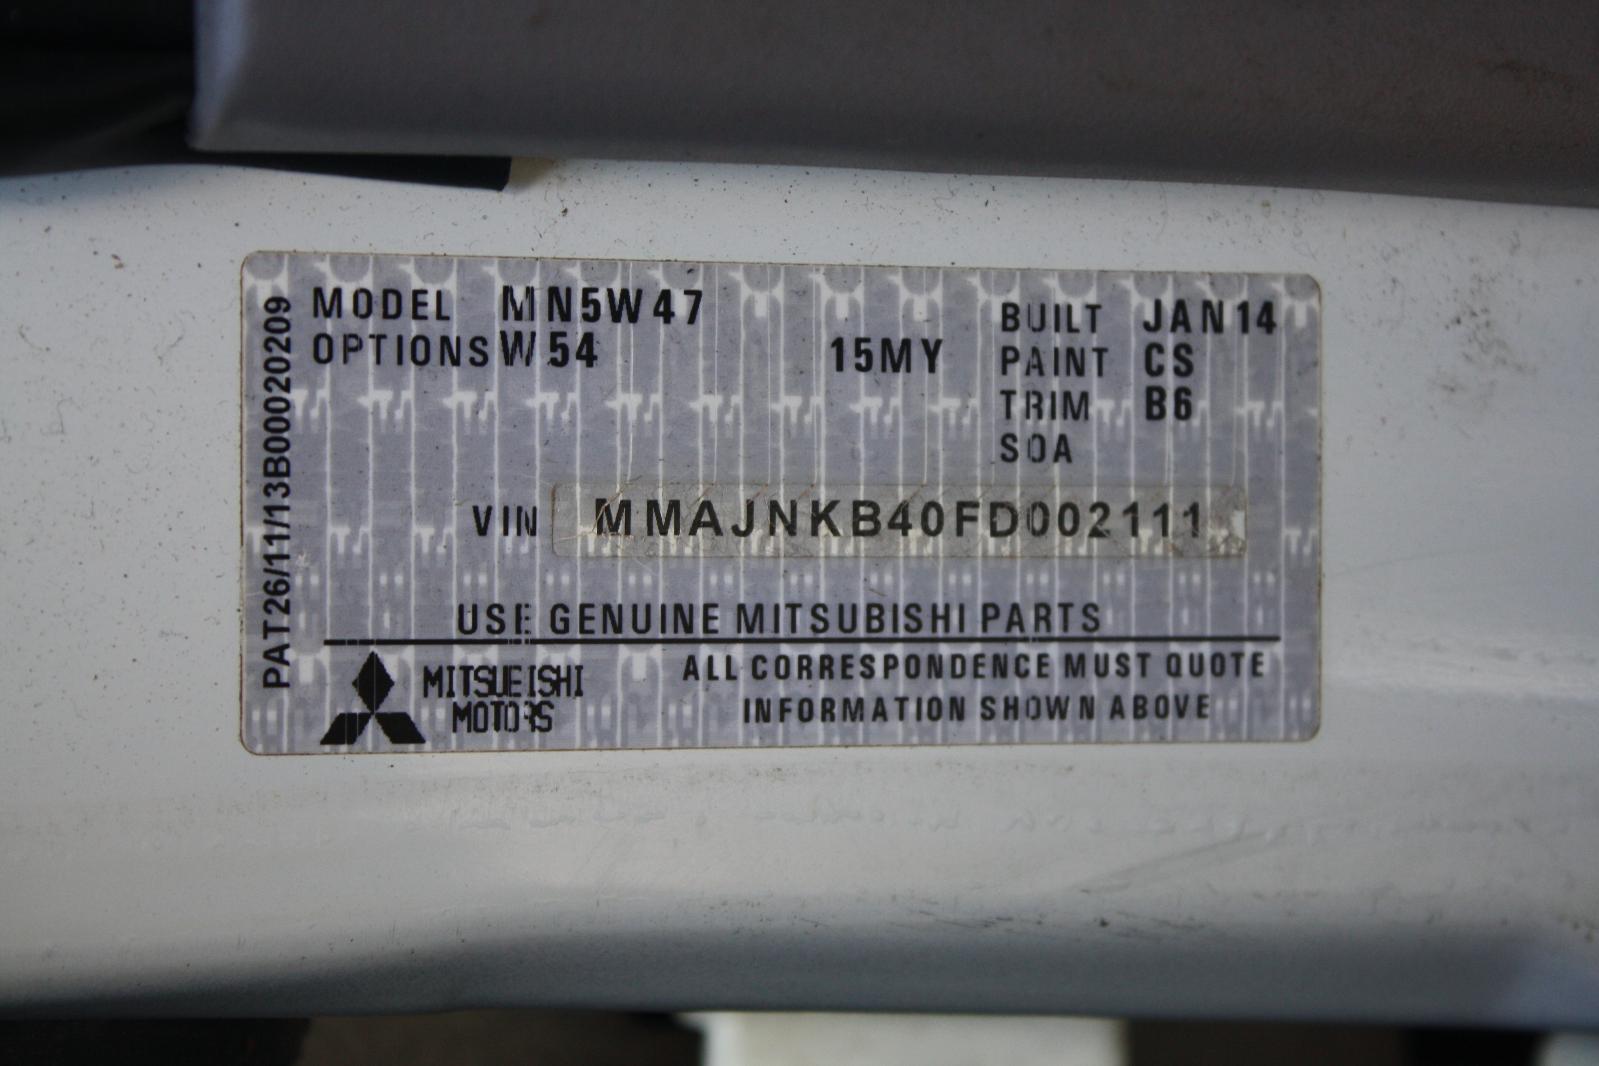 MODEL MN5W47
OPTIONS W54 15MY
BUILT JAN14
PAINT CS
TRIM B6
SOA
VIN MMAJNKB40FD002111
USE GENUINE MITSUBISHI PARTS
MITSUBISHI
MOTORS
ALL CORRESPONDENCE MUST QUOTE
INFORMATION SHOWN ABOVE
PAT26/11/13B00020209